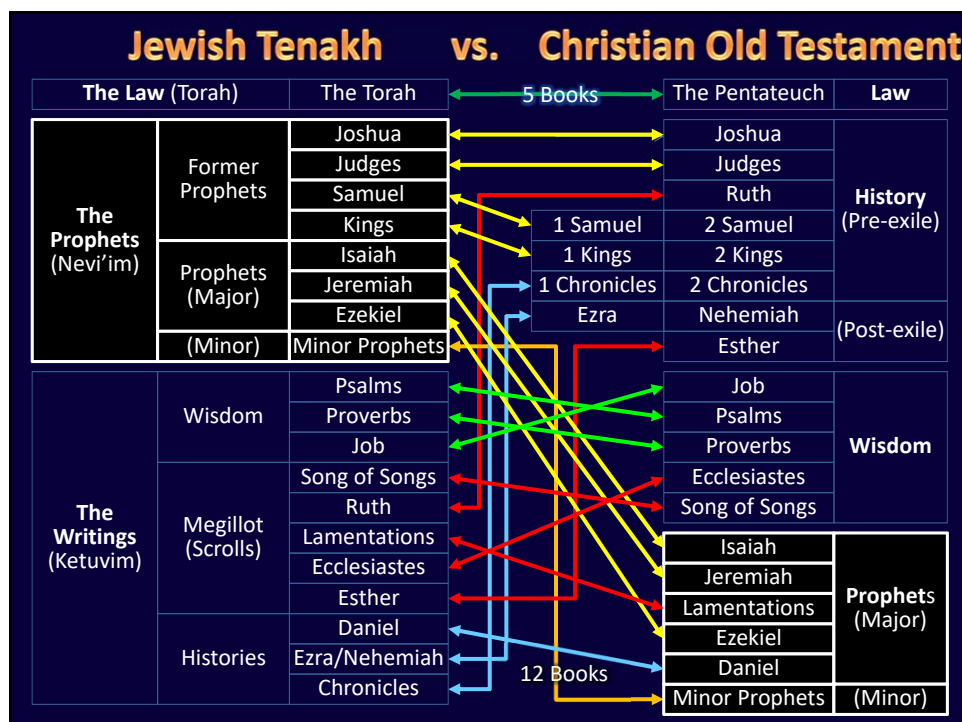 Jewish Tenakh vs. Christian Old Testament
The Law (Torah) The Torah 5 Books The Pentateuch Law
The
Prophets
(Nevi'im)
Former
Prophets
Joshua
Judges
Samuel
Kings
Prophets
(Major)
Isaiah
Jeremiah
Ezekiel
(Minor) Minor Prophets
The
Writings
(Ketuvim)
Wisdom
Psalms
Proverbs
Job
Megillot
(Scrolls)
Song of Songs
Ruth
Lamentations
Ecclesiastes
Esther
Histories
Daniel
Ezra/Nehemiah
Chronicles
12 Books
Joshua
Judges
Ruth
1 Samuel 2 Samuel
1 Kings 2 Kings
1 Chronicles 2 Chronicles
History
(Pre-exile)
Ezra Nehemiah
Esther
(Post-exile)
Job
Psalms
Proverbs
Ecclesiastes
Song of Songs
Wisdom
Isaiah
Jeremiah
Lamentations
Ezekiel
Daniel
Prophets
(Major)
Minor Prophets (Minor)